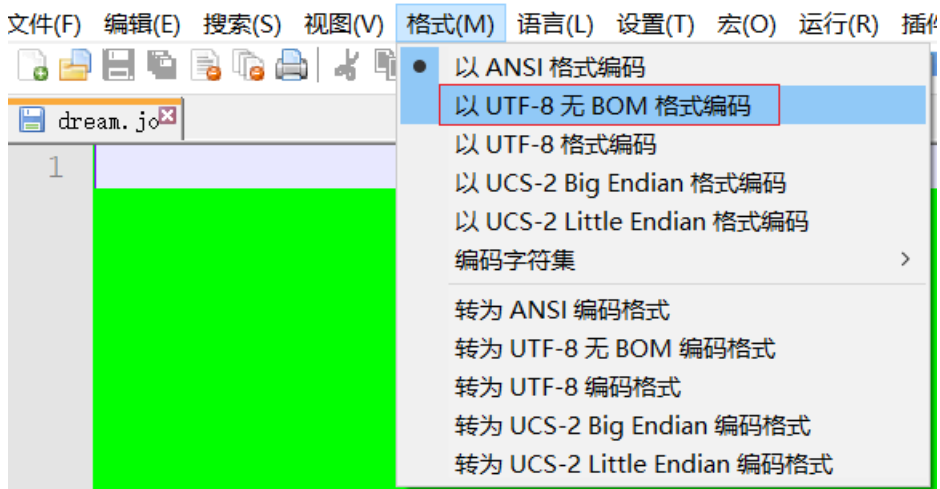 文件(F) 编辑(E) 搜索(S) 视图(V) 格式(M) 语言(L) 设置(T) 宏(O) 运行(R) 插件
dream.jo
1
以 ANSI 格式编码
以 UTF-8 无 BOM 格式编码
以 UTF-8 格式编码
以 UCS-2 Big Endian 格式编码
以 UCS-2 Little Endian 格式编码
编码字符集
转为 ANSI 编码格式
转为 UTF-8 无 BOM 编码格式
转为 UTF-8 编码格式
转为 UCS-2 Big Endian 编码格式
转为 UCS-2 Little Endian 编码格式